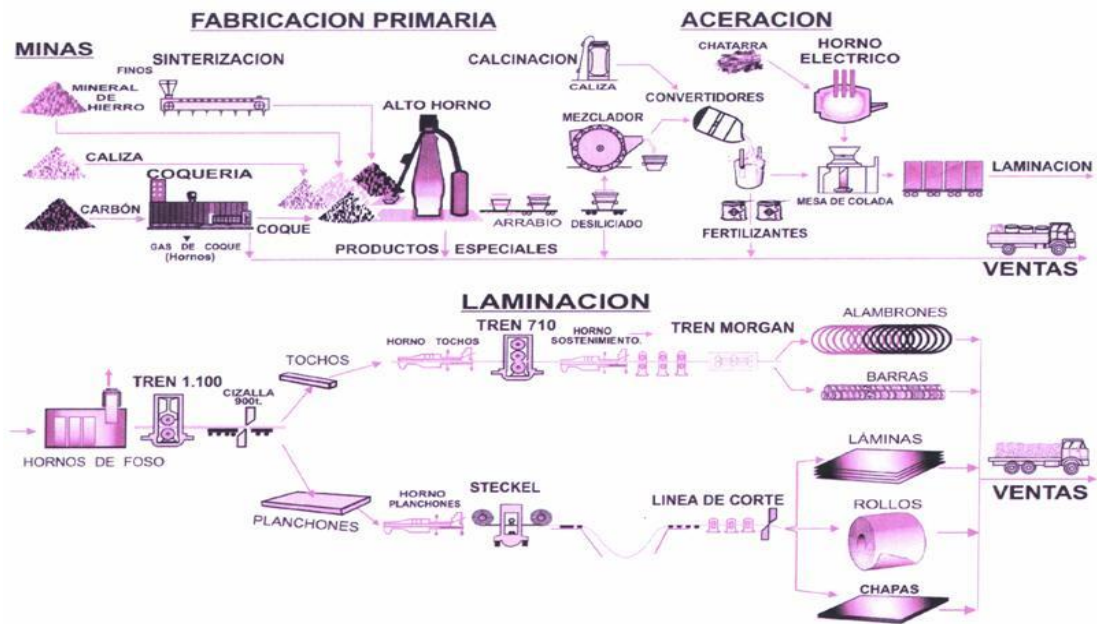 FABRICACION PRIMARIA
ACERACION
MINAS
SINTERIZACION
FINOS
MINERAL
DE
HIERRO
ALTO HORNO
CALIZA
COQUERIA
CARBÓN
COQUE
GAS DE COQUE
(Hornos)
ARRABIO
PRODUCTOS ESPECIALES
CALCINACION
CALIZA
CHATARRA
HORNO
ELECTRICO
CONVERTIDORES
MEZCLADOR
DESILICIADO
FERTILIZANTES
MESA DE COLADA
LAMINACION
VENTAS
LAMINACION
TREN 1.100
CIZALLA
900t.
HORNOS DE FOSO
TOCHOS
HORNO TOCHOS
TREN 710
HORNO
SOSTENIMIENTO.
TREN MORGAN
ALAMBRONES
BARRAS
PLANCHONES
HORNO
PLANCHONES
STECKEL
LINEA DE CORTE
LÁMINAS
ROLLOS
CHAPAS
VENTAS